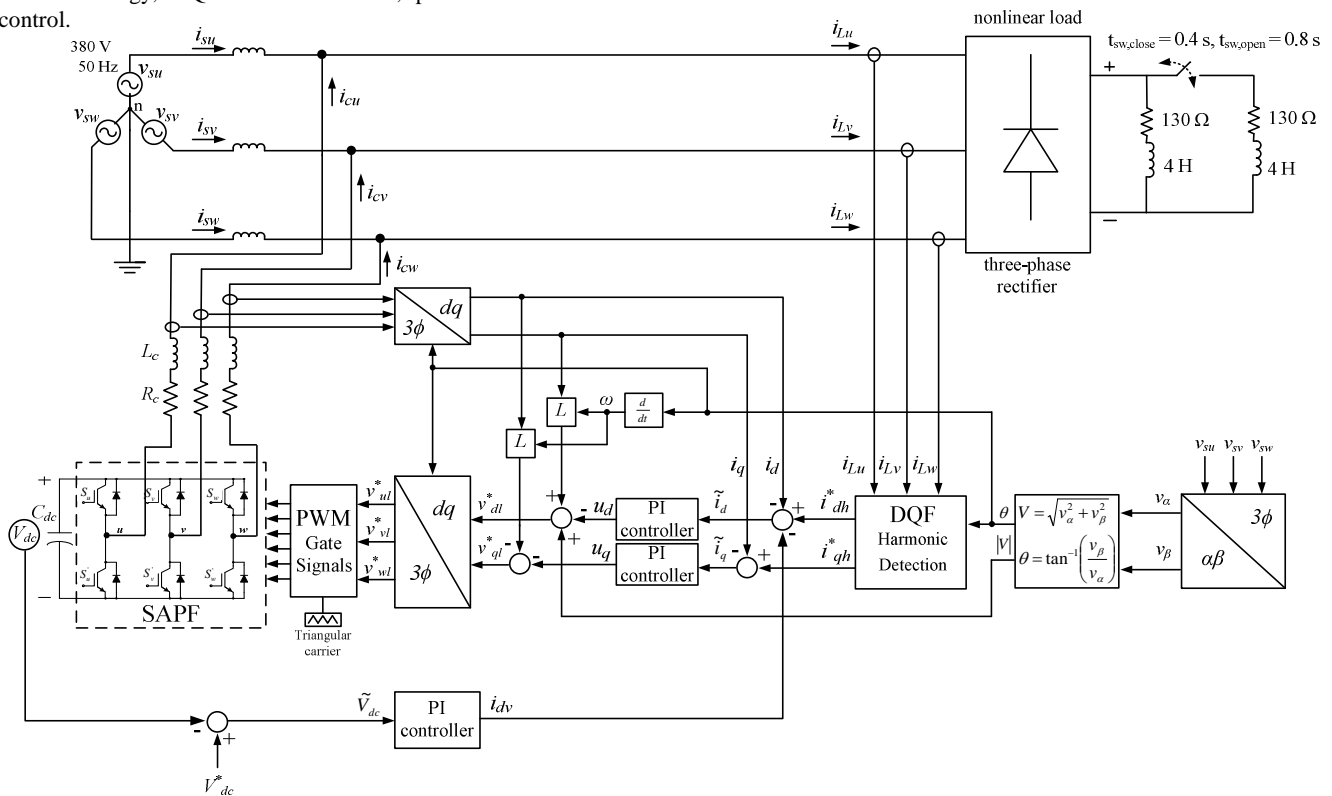 control.
nonlinear load
t_sw,close = 0.4 s, t_sw,open = 0.8 s
380 V
50 Hz
v_su
n
v_sw
v_sv
i_su
i_sv
i_sw
i_cu
i_cv
i_cw
i_Lu
i_Lv
i_Lw
+
130 Ω
4 H
130 Ω
4 H
−
three-phase
rectifier
dq
3ϕ
L_c
R_c
L
ω
d/dt
L
i_q
i_d
i_Lu
i_Lv
i_Lw
v_su
v_sv
v_sw
+
C_dc
−
V_dc
S_u
S_v
S_w
u
v
w
S'_u
S'_v
S'_w
SAPF
PWM
Gate
Signals
Triangular
carrier
v*_ul
v*_vl
v*_wl
dq
3ϕ
v*_dl
v*_ql
+
-
+
-
-
u_d
u_q
PI
controller
PI
controller
ĩ_d
ĩ_q
-
+
-
-
+
i*_dh
i*_qh
DQF
Harmonic
Detection
θ
|V|
V = √(v_α² + v_β²)
θ = tan⁻¹(v_β/v_α)
v_α
v_β
3ϕ
αβ
-
+
V*_dc
Ṽ_dc
PI
controller
i_dv